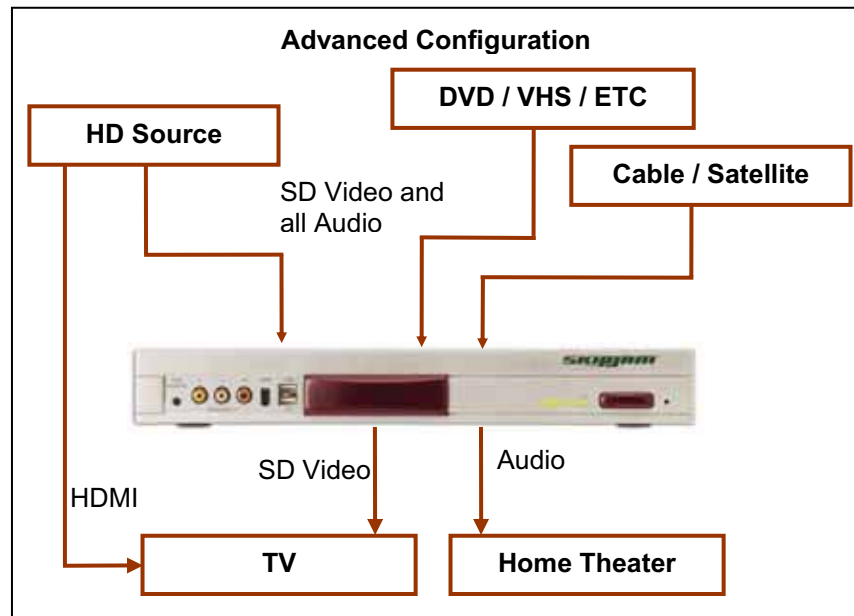 Advanced Configuration
DVD / VHS / ETC
HD Source
Cable / Satellite
SD Video and
all Audio
skyjam
SD Video
Audio
HDMI
TV
Home Theater